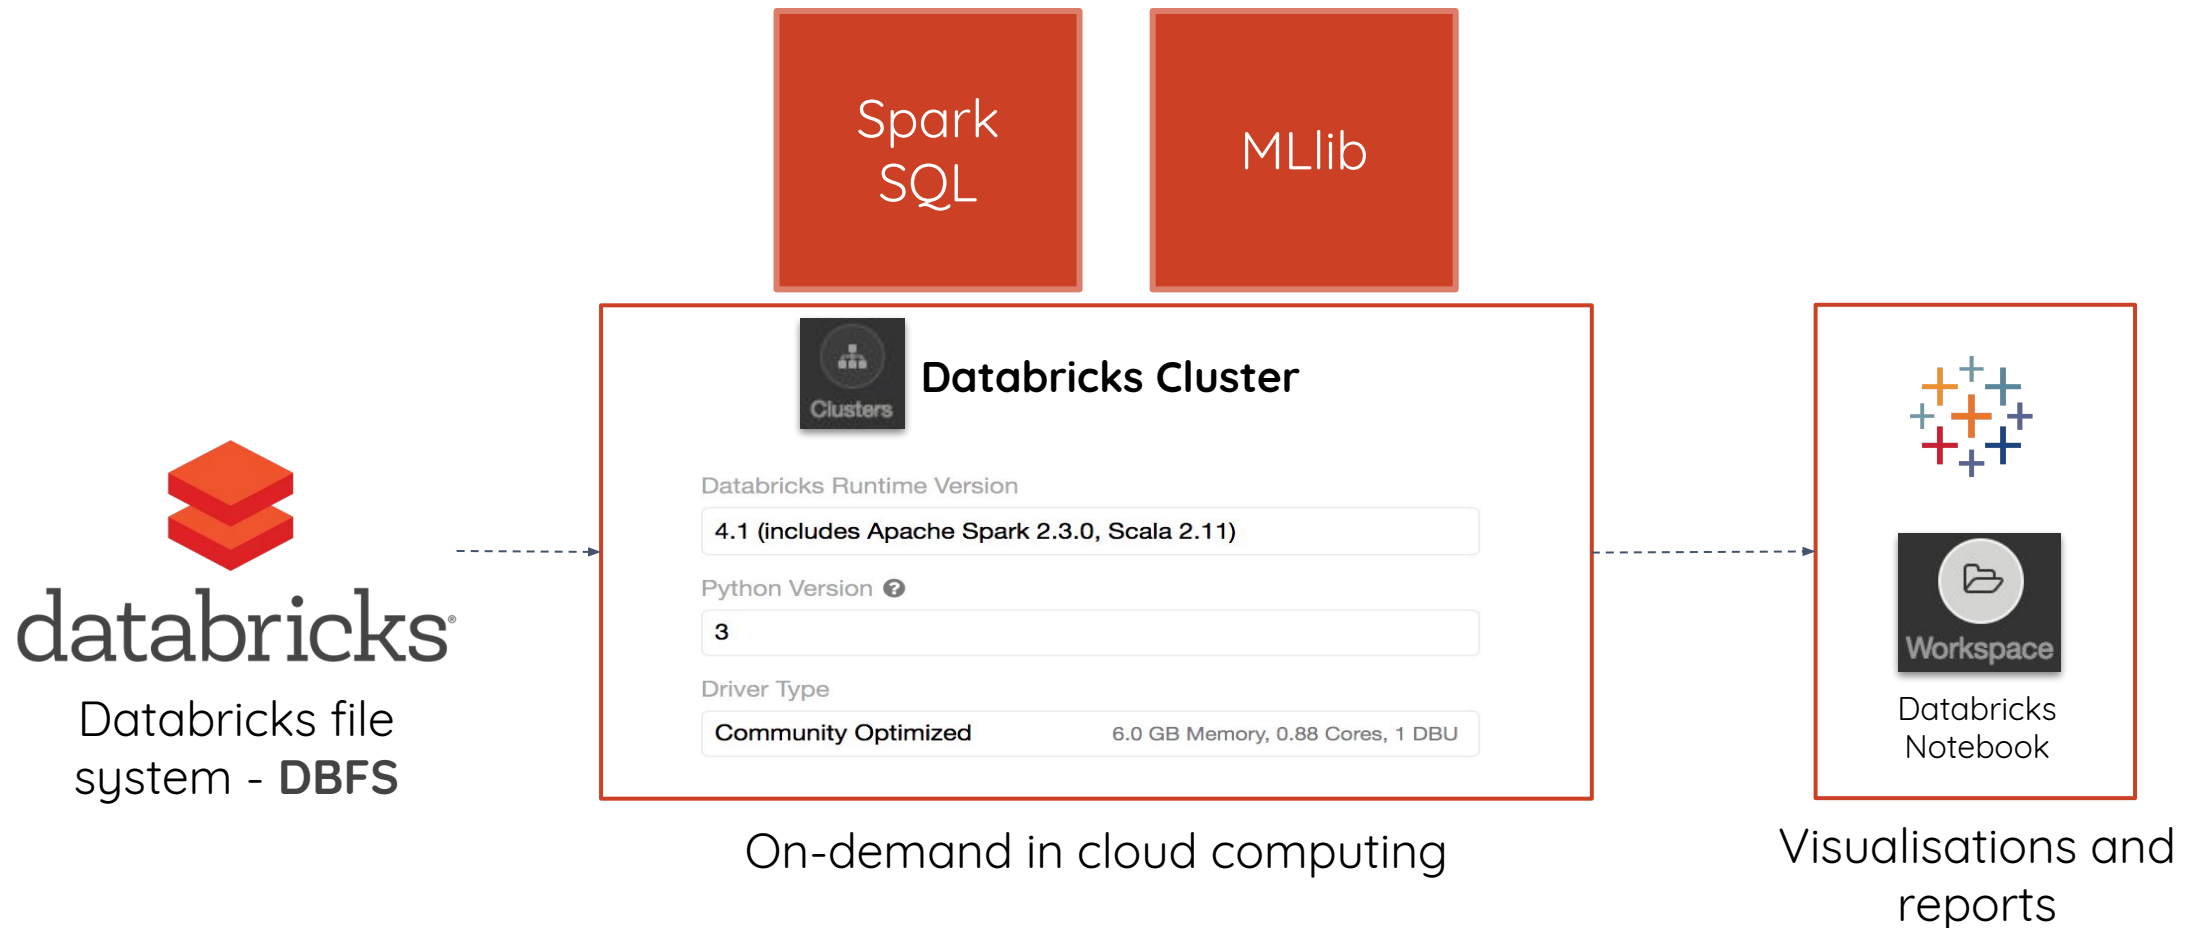 Spark
SQL
MLlib
Clusters
Databricks Cluster
Databricks Runtime Version
4.1 (includes Apache Spark 2.3.0, Scala 2.11)
Python Version ?
3
Driver Type
Community Optimized 6.0 GB Memory, 0.88 Cores, 1 DBU
On-demand in cloud computing
databricks®
Databricks file
system - DBFS
Workspace
Databricks
Notebook
Visualisations and
reports